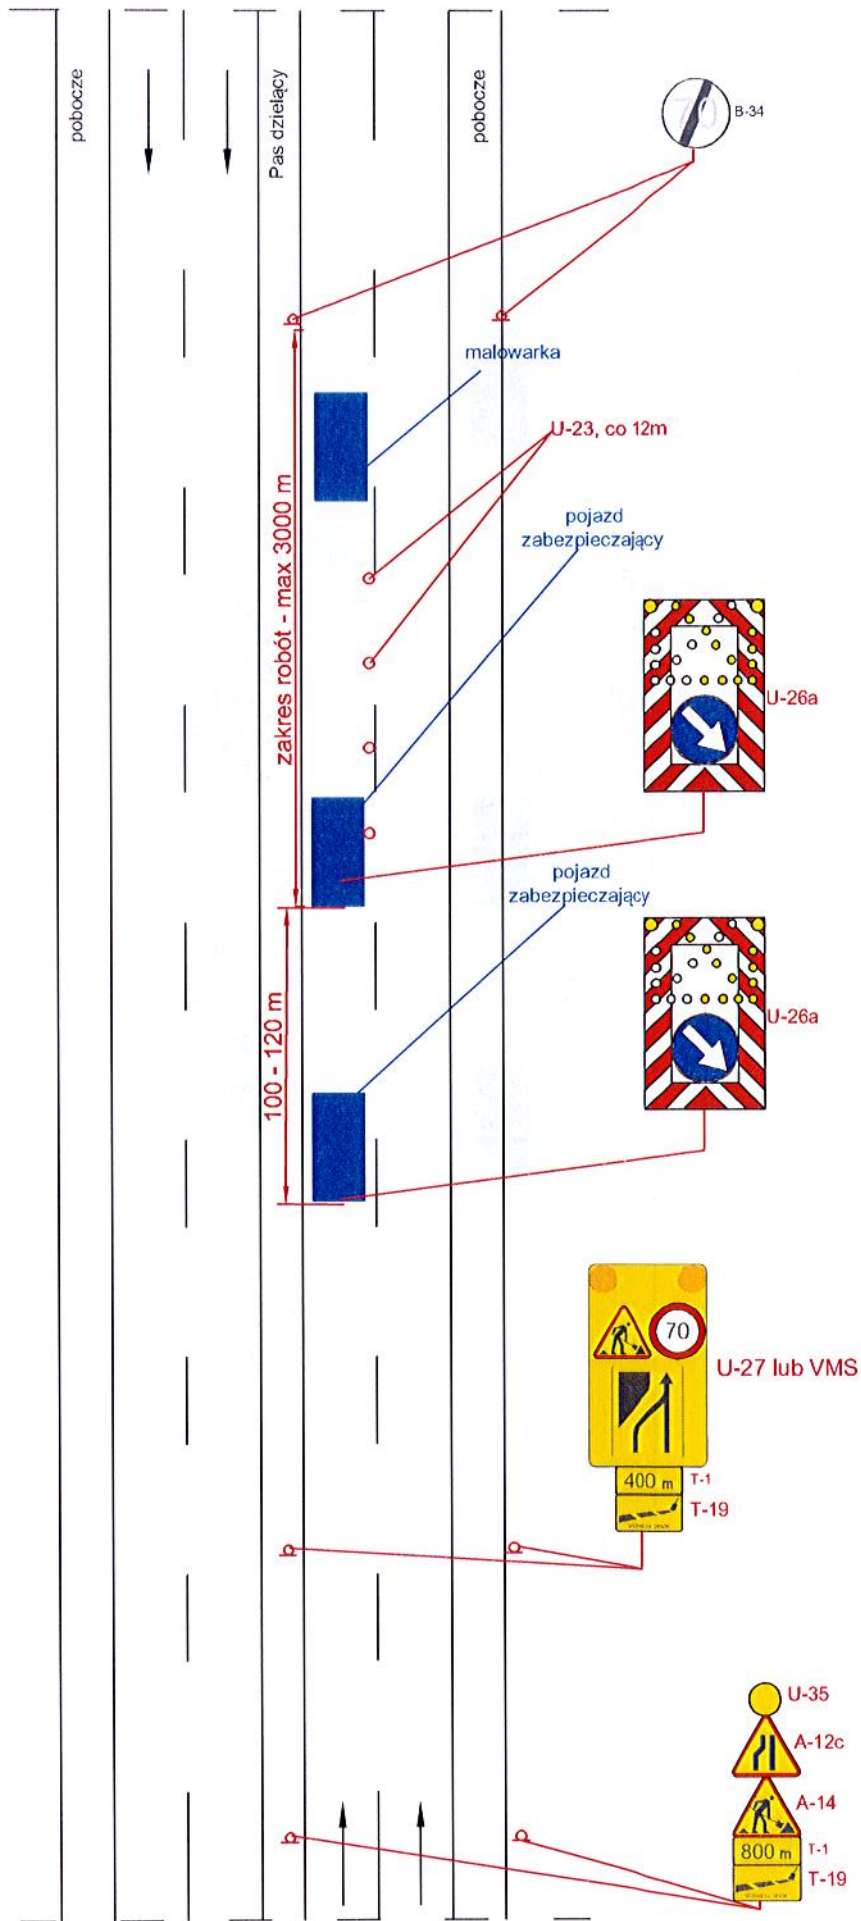 pobocze
Pas dzielący
pobocze
70
B-34
malowarka
U-23, co 12m
zakres robót - max 3000 m
pojazd
zabezpieczający
U-26a
pojazd
zabezpieczający
100 - 120 m
U-26a
70
U-27 lub VMS
400 m
T-1
T-19
U-35
A-12c
A-14
800 m
T-1
T-19